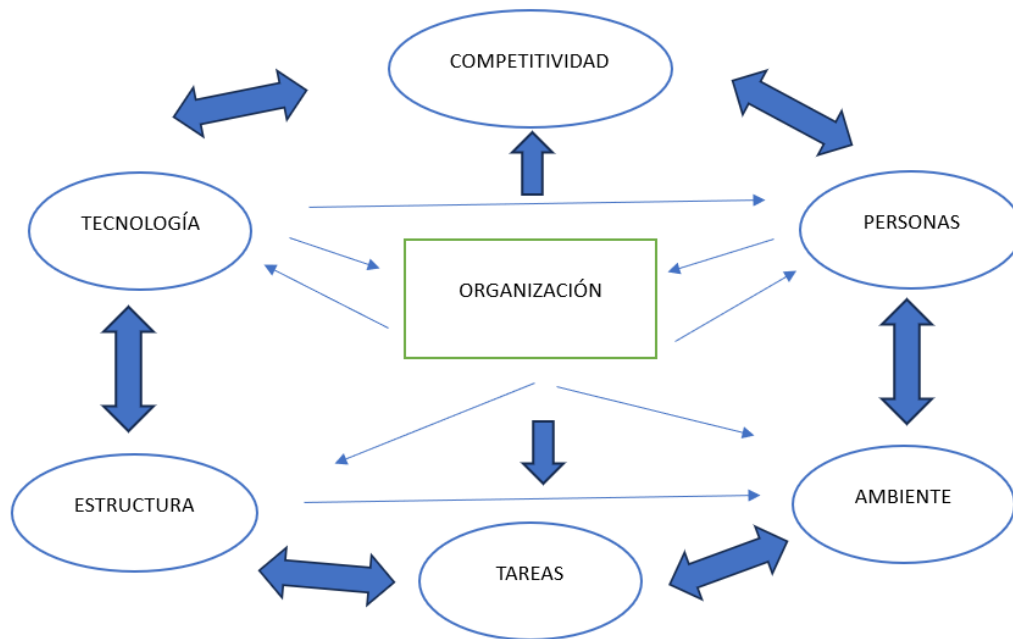 COMPETITIVIDAD
TECNOLOGÍA
PERSONAS
ORGANIZACIÓN
ESTRUCTURA
AMBIENTE
TAREAS